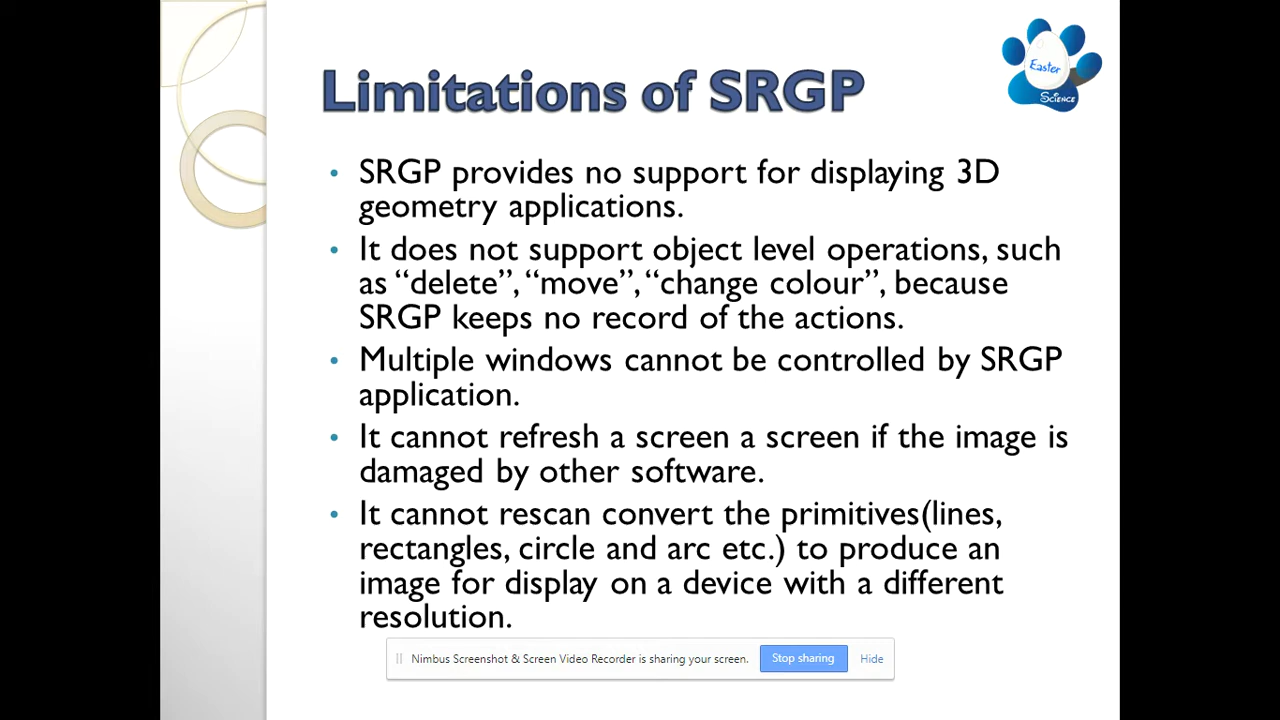 Easter
Science
Limitations of SRGP
• SRGP provides no support for displaying 3D
geometry applications.
• It does not support object level operations, such
as “delete”, “move”, “change colour”, because
SRGP keeps no record of the actions.
• Multiple windows cannot be controlled by SRGP
application.
• It cannot refresh a screen a screen if the image is
damaged by other software.
• It cannot rescan convert the primitives(lines,
rectangles, circle and arc etc.) to produce an
image for display on a device with a different
resolution.
Nimbus Screenshot & Screen Video Recorder is sharing your screen. Stop sharing Hide